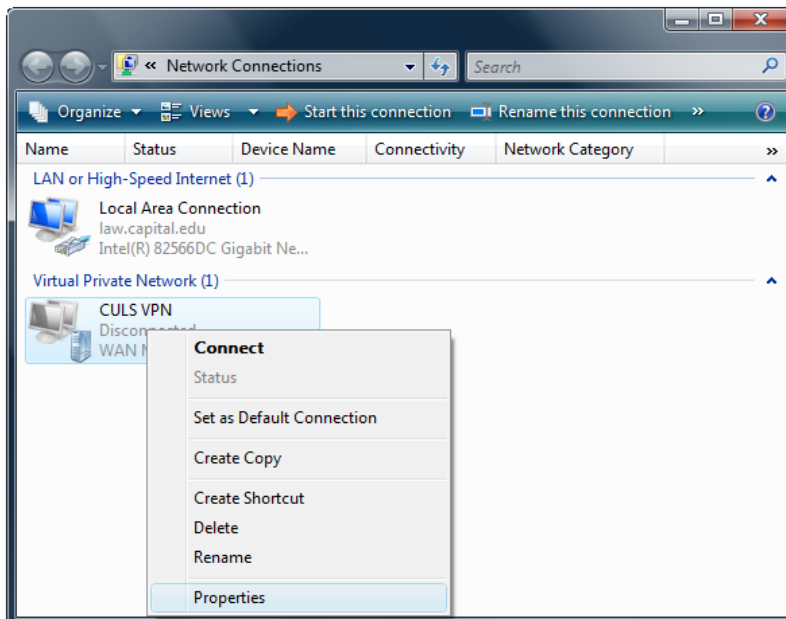 « Network Connections
Search
Organize Views Start this connection Rename this connection »
Name Status Device Name Connectivity Network Category »
LAN or High-Speed Internet (1)
Local Area Connection
law.capital.edu
Intel(R) 82566DC Gigabit Ne...
Virtual Private Network (1)
CULS VPN
Disconnected
WAN
Connect
Status
Set as Default Connection
Create Copy
Create Shortcut
Delete
Rename
Properties